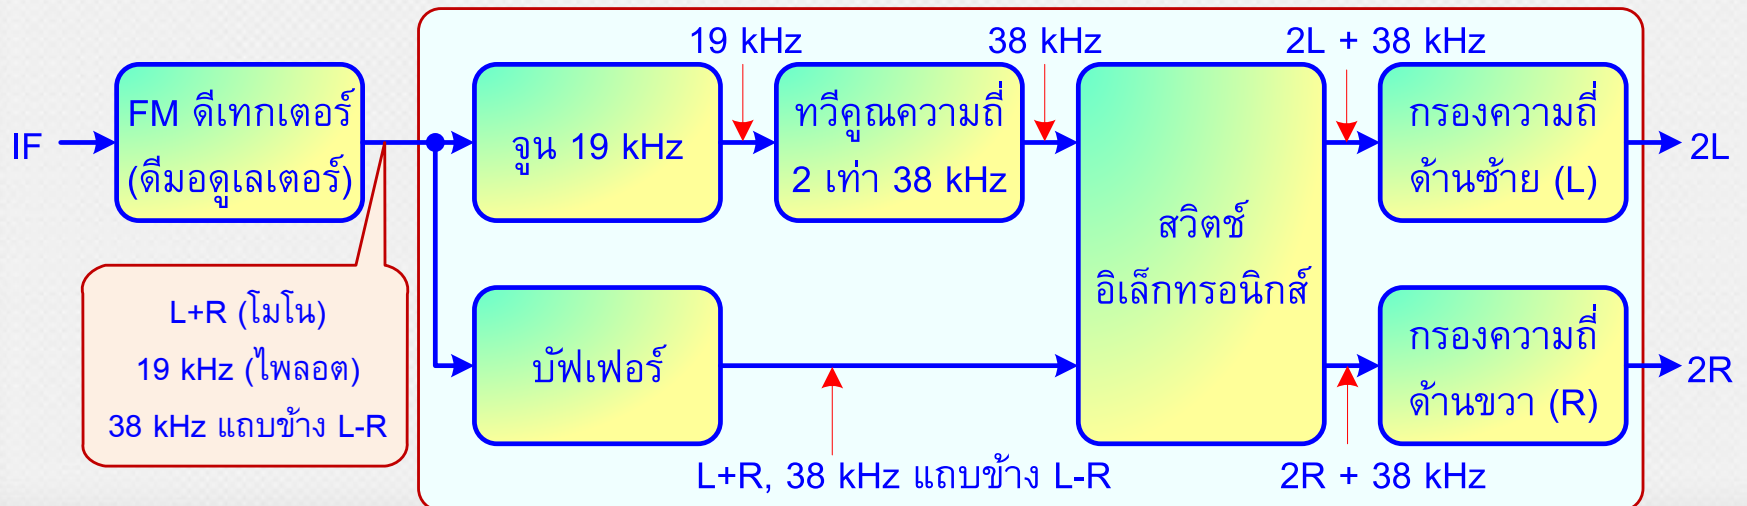 19 kHz
38 kHz
2L + 38 kHz
IF
FM ดีเทกเตอร์
(ดีมอดูเลเตอร์)
จูน 19 kHz
ทวีคูณความถี่
2 เท่า 38 kHz
สวิตช์
อิเล็กทรอนิกส์
กรองความถี่
ด้านซ้าย (L)
2L
L+R (โมโน)
19 kHz (ไพลอต)
38 kHz แถบข้าง L-R
บัฟเฟอร์
L+R, 38 kHz แถบข้าง L-R
2R + 38 kHz
กรองความถี่
ด้านขวา (R)
2R